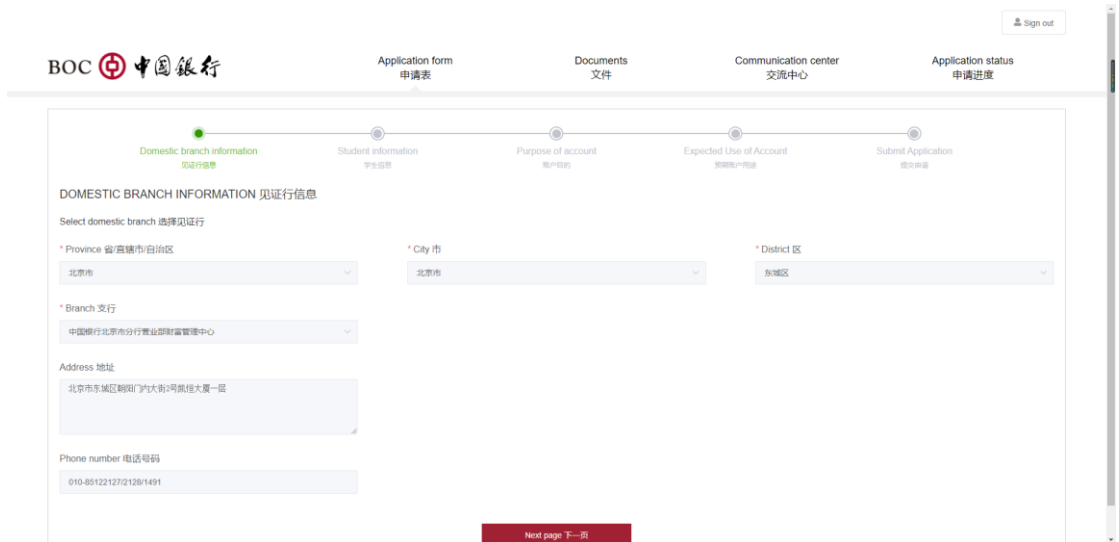 Sign out
BOC 中国銀行
Application form
申请表
Documents
文件
Communication center
交流中心
Application status
申请进度
Domestic branch information
见证行信息
Student information
学生信息
Purpose of account
账户目的
Expected Use of Account
预期账户用途
Submit Application
提交申请
DOMESTIC BRANCH INFORMATION 见证行信息
Select domestic branch 选择见证行
* Province 省/直辖市/自治区
* City 市
* District 区
北京市
北京市
东城区
* Branch 支行
中国银行北京市分行营业部财富管理中心
Address 地址
北京市东城区朝阳门内大街2号凯恒大厦一层
Phone number 电话号码
010-85122127/2128/1491
Next page 下一页